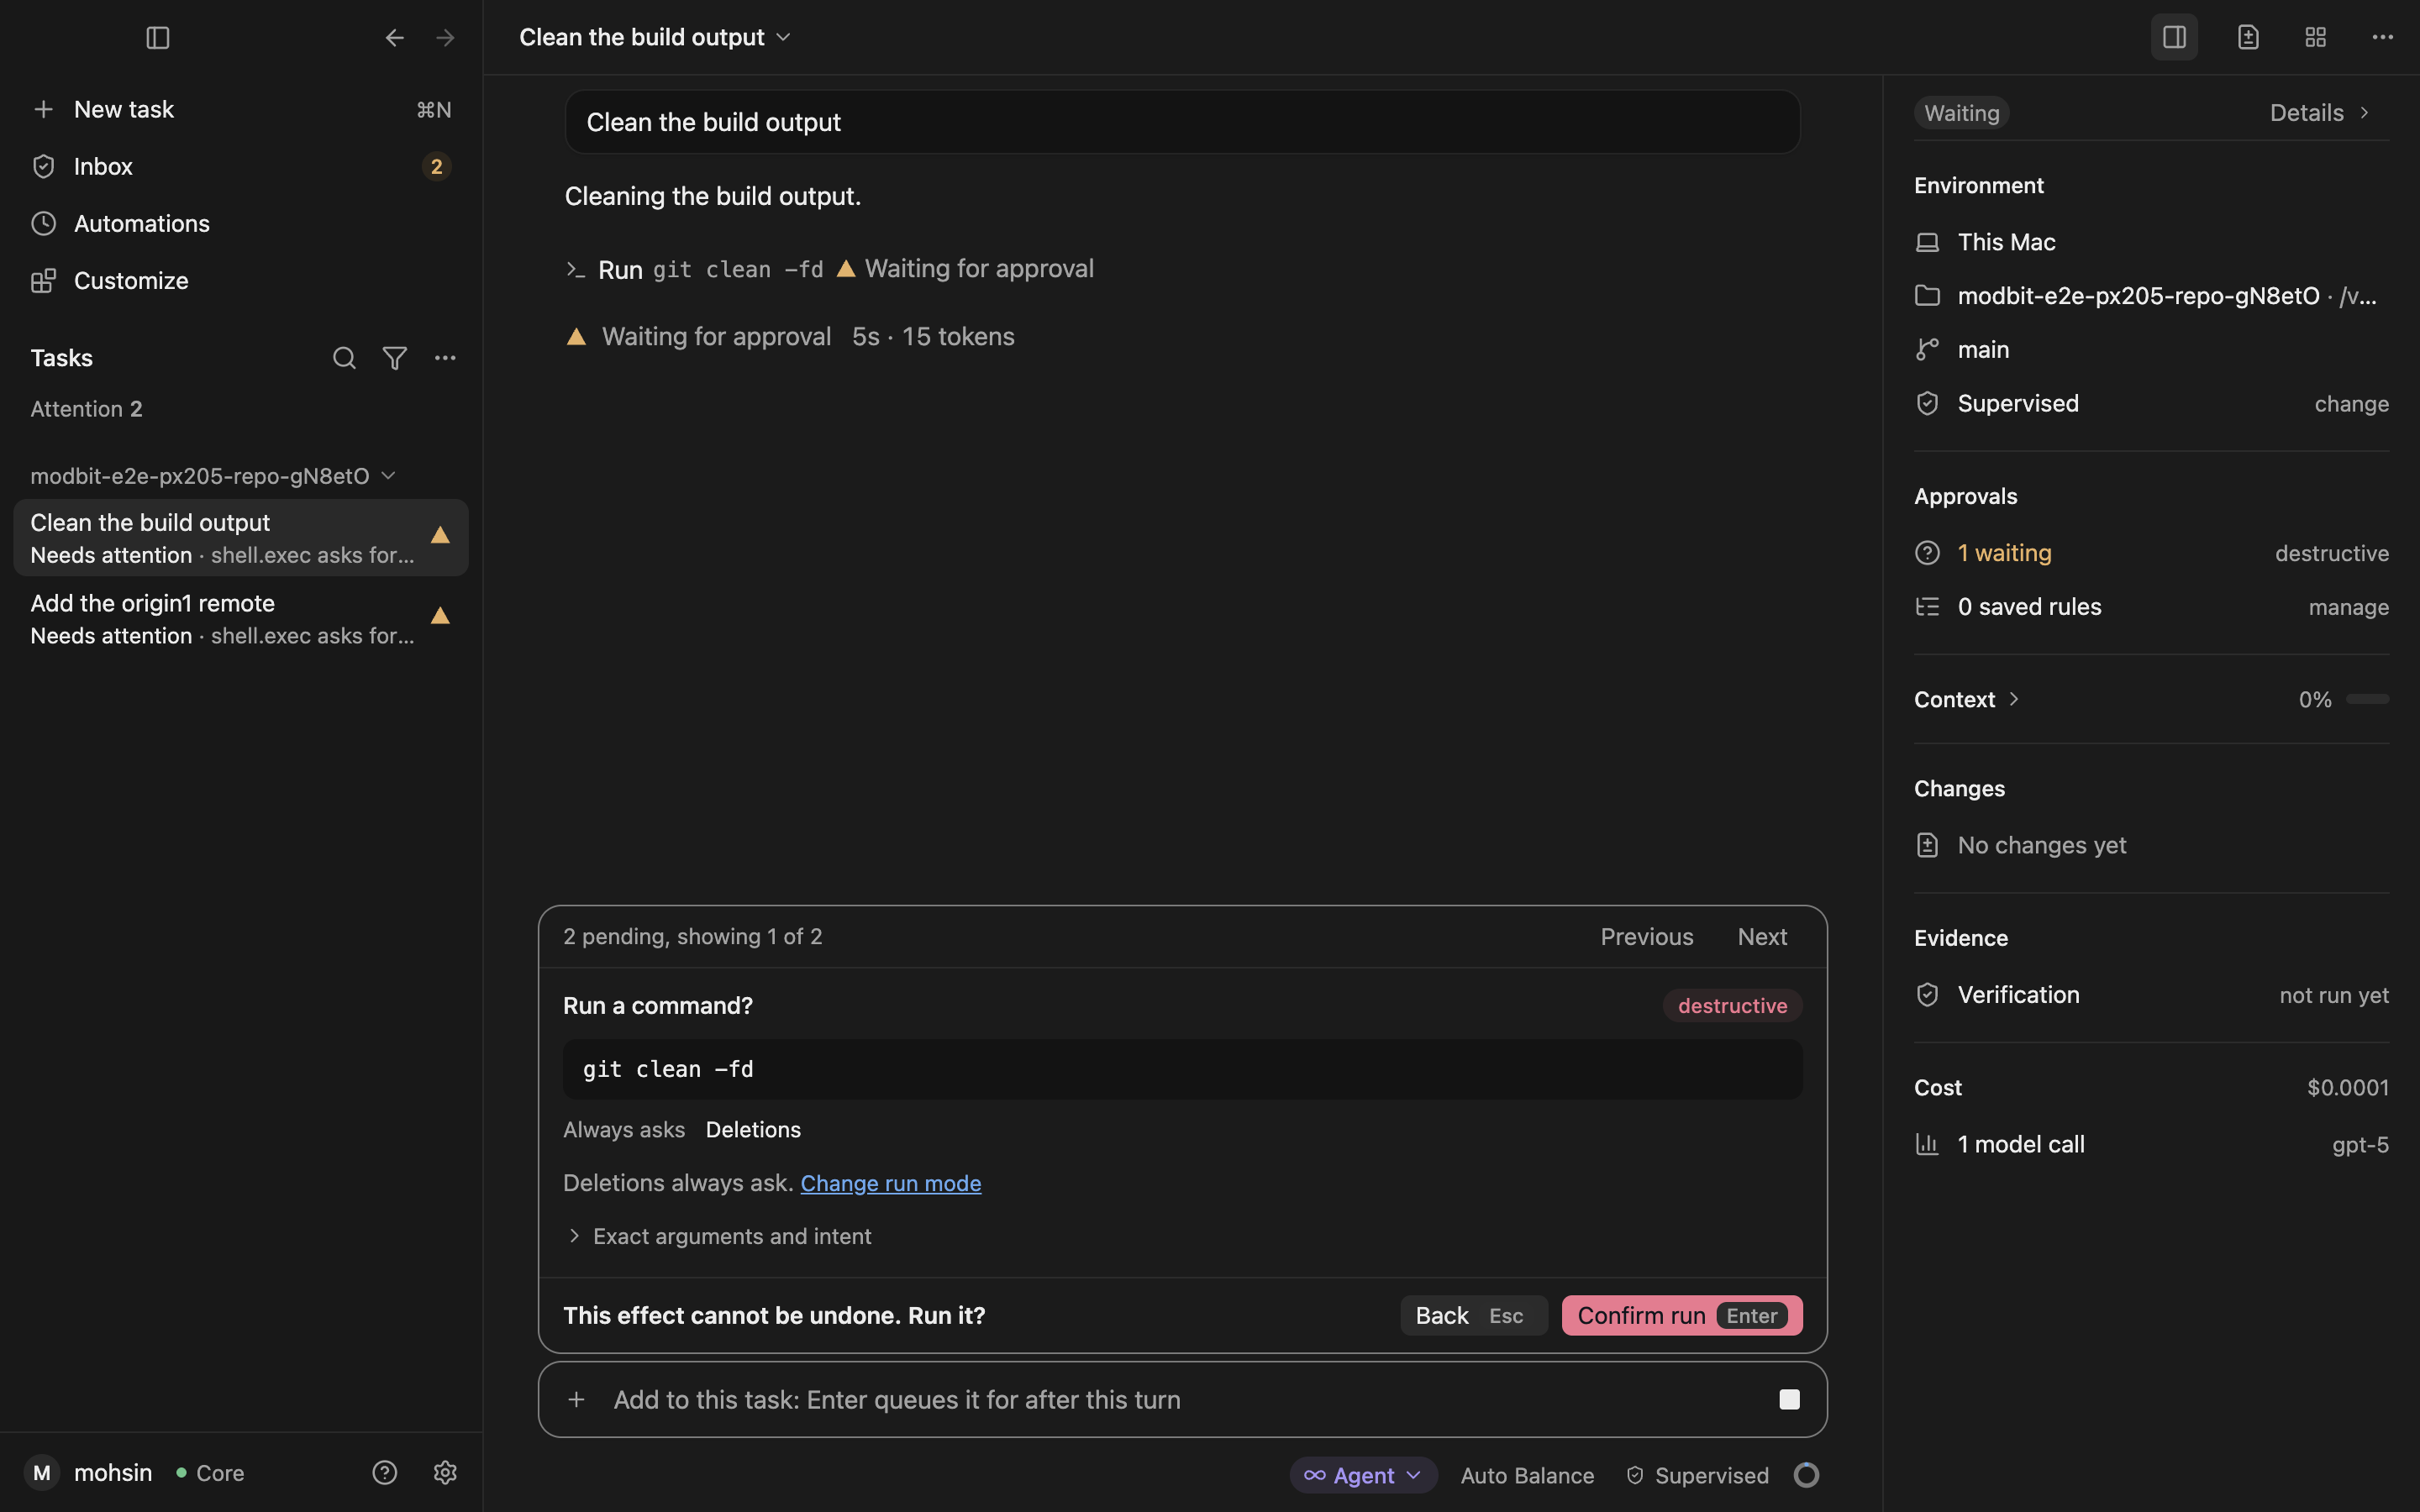 Clean the build output
New task ⌘N
Inbox 2
Automations
Customize
Tasks
Attention 2
modbit-e2e-px205-repo-gN8etO
Clean the build output
Needs attention · shell.exec asks for...
Add the origin1 remote
Needs attention · shell.exec asks for...
M mohsin Core
Clean the build output
Cleaning the build output.
Run git clean -fd Waiting for approval
Waiting for approval 5s · 15 tokens
2 pending, showing 1 of 2 Previous Next
Run a command? destructive
git clean -fd
Always asks Deletions
Deletions always ask. Change run mode
Exact arguments and intent
This effect cannot be undone. Run it? Back Esc Confirm run Enter
Add to this task: Enter queues it for after this turn
Agent Auto Balance Supervised
Waiting Details
Environment
This Mac
modbit-e2e-px205-repo-gN8etO · /v...
main
Supervised change
Approvals
1 waiting destructive
0 saved rules manage
Context 0%
Changes
No changes yet
Evidence
Verification not run yet
Cost $0.0001
1 model call gpt-5